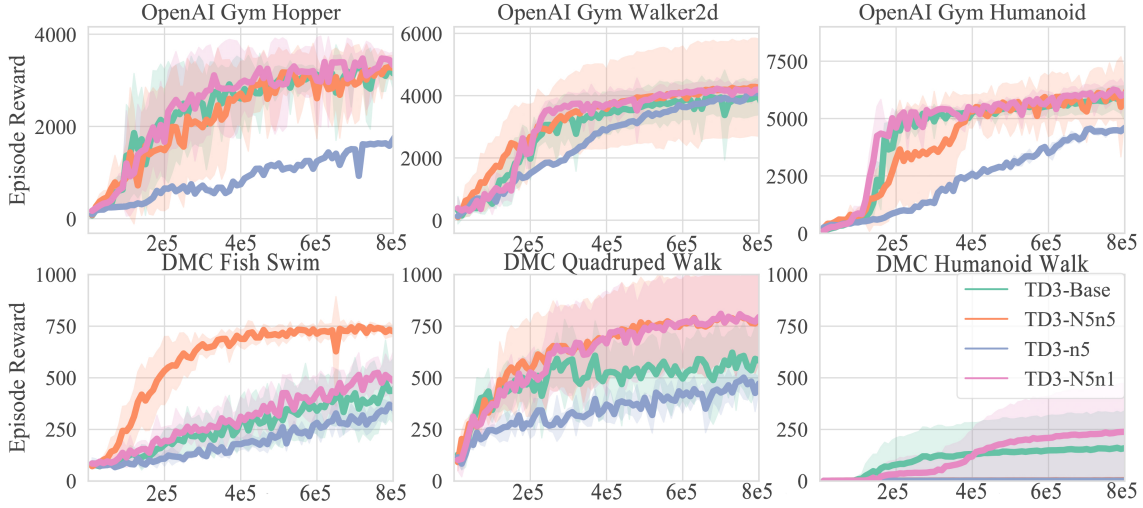 OpenAI Gym Hopper
OpenAI Gym Walker2d
OpenAI Gym Humanoid
Episode Reward
4000
2000
0
2e5
4e5
6e5
8e5
6000
4000
2000
0
2e5
4e5
6e5
8e5
7500
5000
2500
0
2e5
4e5
6e5
8e5
DMC Fish Swim
DMC Quadruped Walk
DMC Humanoid Walk
Episode Reward
1000
750
500
250
0
2e5
4e5
6e5
8e5
1000
750
500
250
0
2e5
4e5
6e5
8e5
1000
750
500
250
0
2e5
4e5
6e5
8e5
TD3-Base
TD3-N5n5
TD3-n5
TD3-N5n1